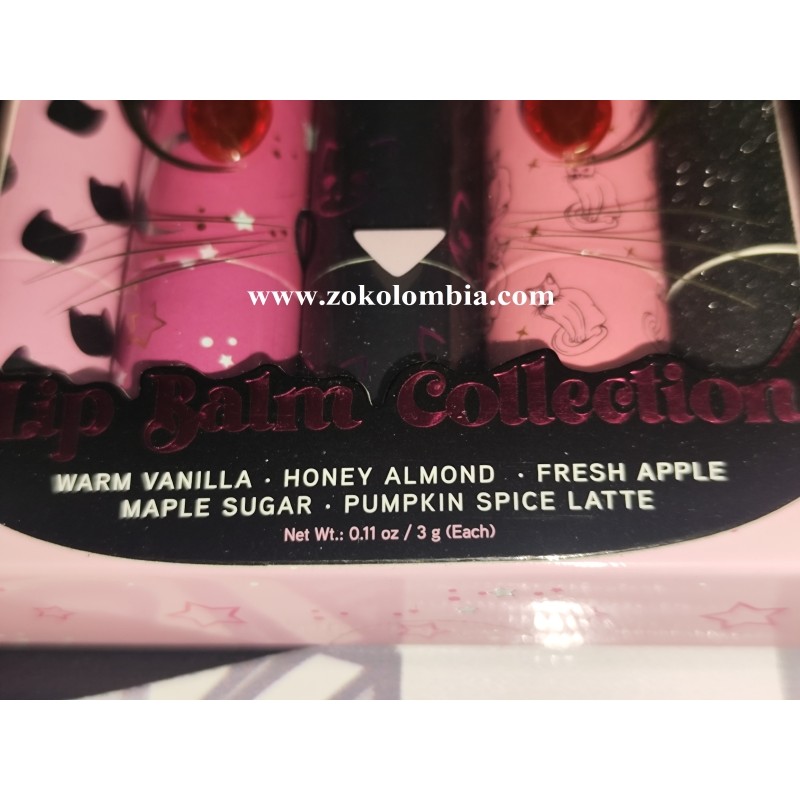 www.zokolombia.com
Lip Balm Collection
WARM VANILLA · HONEY ALMOND · FRESH APPLE
MAPLE SUGAR · PUMPKIN SPICE LATTE
Net Wt.: 0.11 oz / 3 g (Each)